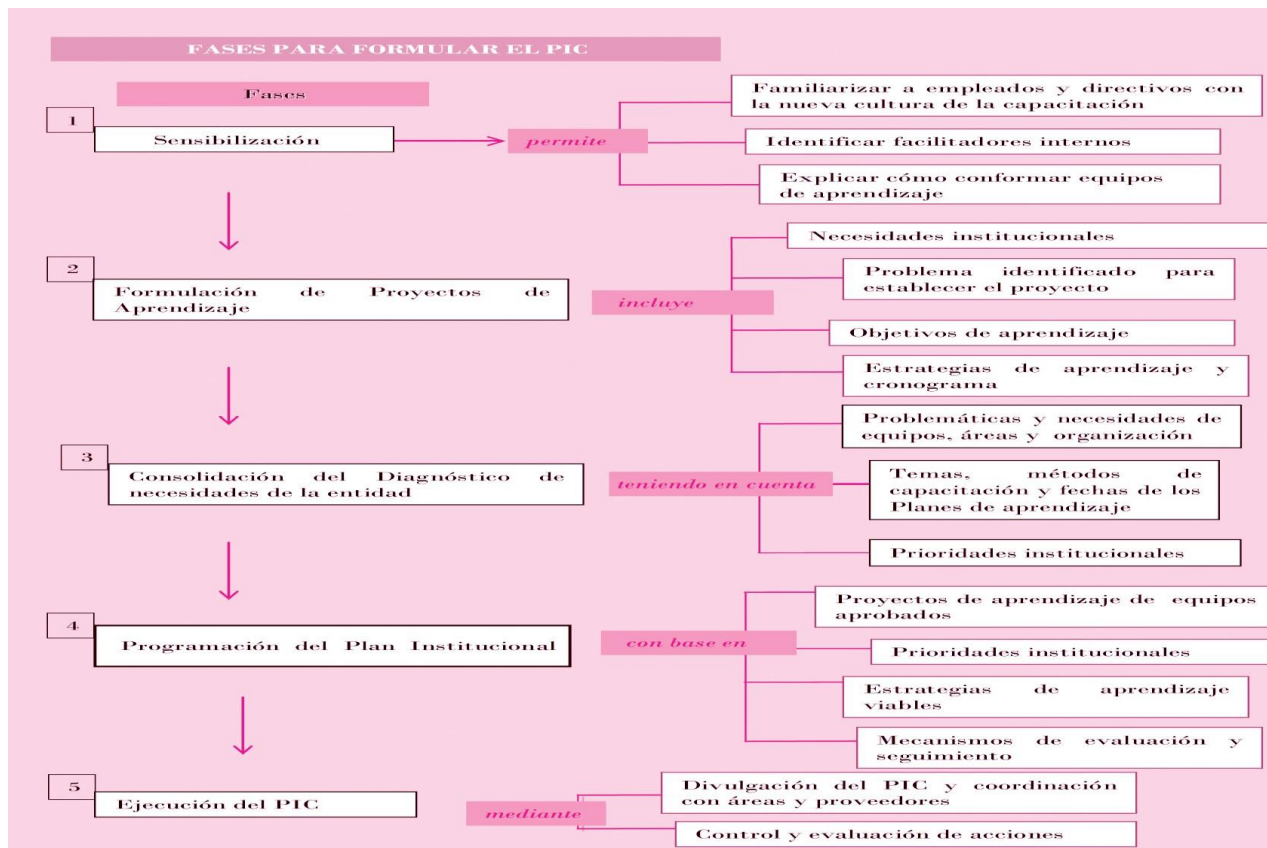 FASES PARA FORMULAR EL PIC
Fases
1
Sensibilización
permite
Familiarizar a empleados y directivos con
la nueva cultura de la capacitación
Identificar facilitadores internos
Explicar cómo conformar equipos
de aprendizaje
2
Formulación de Proyectos de
Aprendizaje
incluye
Necesidades institucionales
Problema identificado para
establecer el proyecto
Objetivos de aprendizaje
Estrategias de aprendizaje y
cronograma
3
Consolidación del Diagnóstico de
necesidades de la entidad
teniendo en cuenta
Problemáticas y necesidades de
equipos, áreas y organización
Temas, métodos de
capacitación y fechas de los
Planes de aprendizaje
Prioridades institucionales
4
Programación del Plan Institucional
con base en
Proyectos de aprendizaje de equipos
aprobados
Prioridades institucionales
Estrategias de aprendizaje
viables
Mecanismos de evaluación y
seguimiento
5
Ejecución del PIC
mediante
Divulgación del PIC y coordinación
con áreas y proveedores
Control y evaluación de acciones